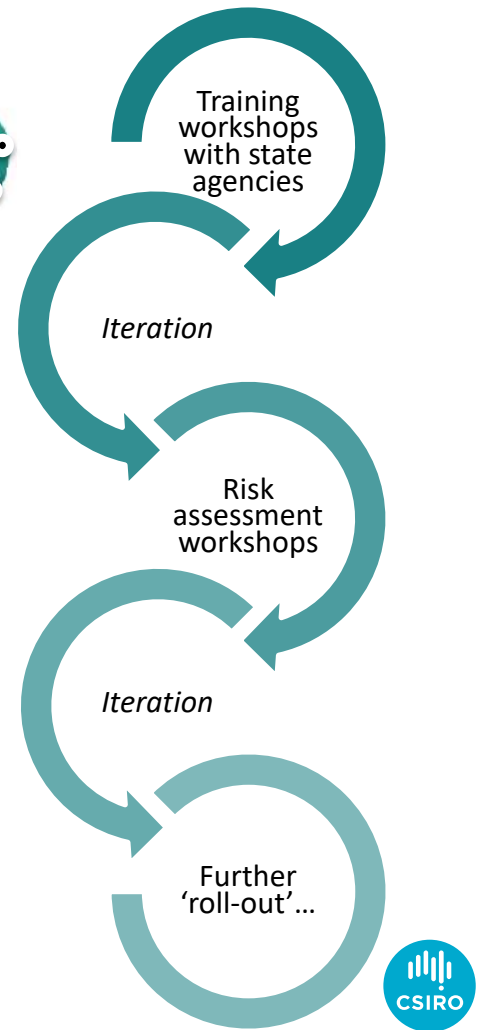 Training
workshops
with state
agencies
Iteration
Risk
assessment
workshops
Iteration
Further
‘roll-out’…
CSIRO